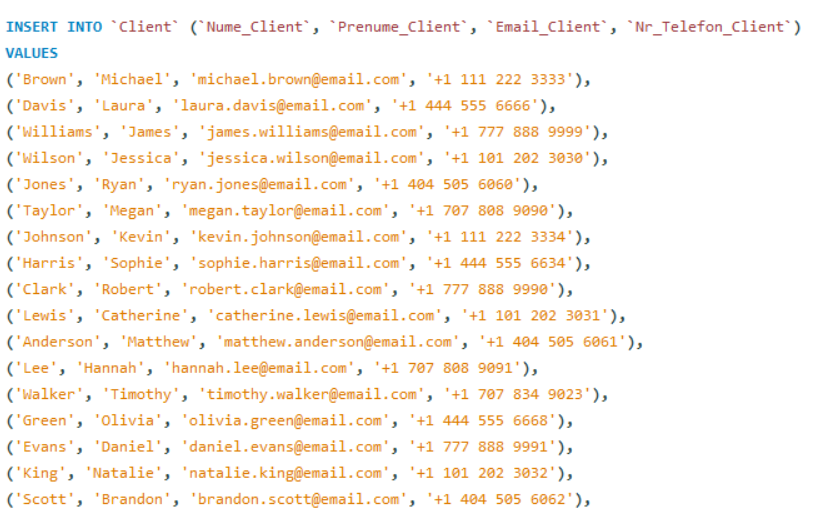 INSERT INTO `Client` (`Nume_Client`, `Prenume_Client`, `Email_Client`, `Nr_Telefon_Client`)
VALUES
('Brown', 'Michael', 'michael.brown@email.com', '+1 111 222 3333'),
('Davis', 'Laura', 'laura.davis@email.com', '+1 444 555 6666'),
('Williams', 'James', 'james.williams@email.com', '+1 777 888 9999'),
('Wilson', 'Jessica', 'jessica.wilson@email.com', '+1 101 202 3030'),
('Jones', 'Ryan', 'ryan.jones@email.com', '+1 404 505 6060'),
('Taylor', 'Megan', 'megan.taylor@email.com', '+1 707 808 9090'),
('Johnson', 'Kevin', 'kevin.johnson@email.com', '+1 111 222 3334'),
('Harris', 'Sophie', 'sophie.harris@email.com', '+1 444 555 6634'),
('Clark', 'Robert', 'robert.clark@email.com', '+1 777 888 9990'),
('Lewis', 'Catherine', 'catherine.lewis@email.com', '+1 101 202 3031'),
('Anderson', 'Matthew', 'matthew.anderson@email.com', '+1 404 505 6061'),
('Lee', 'Hannah', 'hannah.lee@email.com', '+1 707 808 9091'),
('Walker', 'Timothy', 'timothy.walker@email.com', '+1 707 834 9023'),
('Green', 'Olivia', 'olivia.green@email.com', '+1 444 555 6668'),
('Evans', 'Daniel', 'daniel.evans@email.com', '+1 777 888 9991'),
('King', 'Natalie', 'natalie.king@email.com', '+1 101 202 3032'),
('Scott', 'Brandon', 'brandon.scott@email.com', '+1 404 505 6062'),